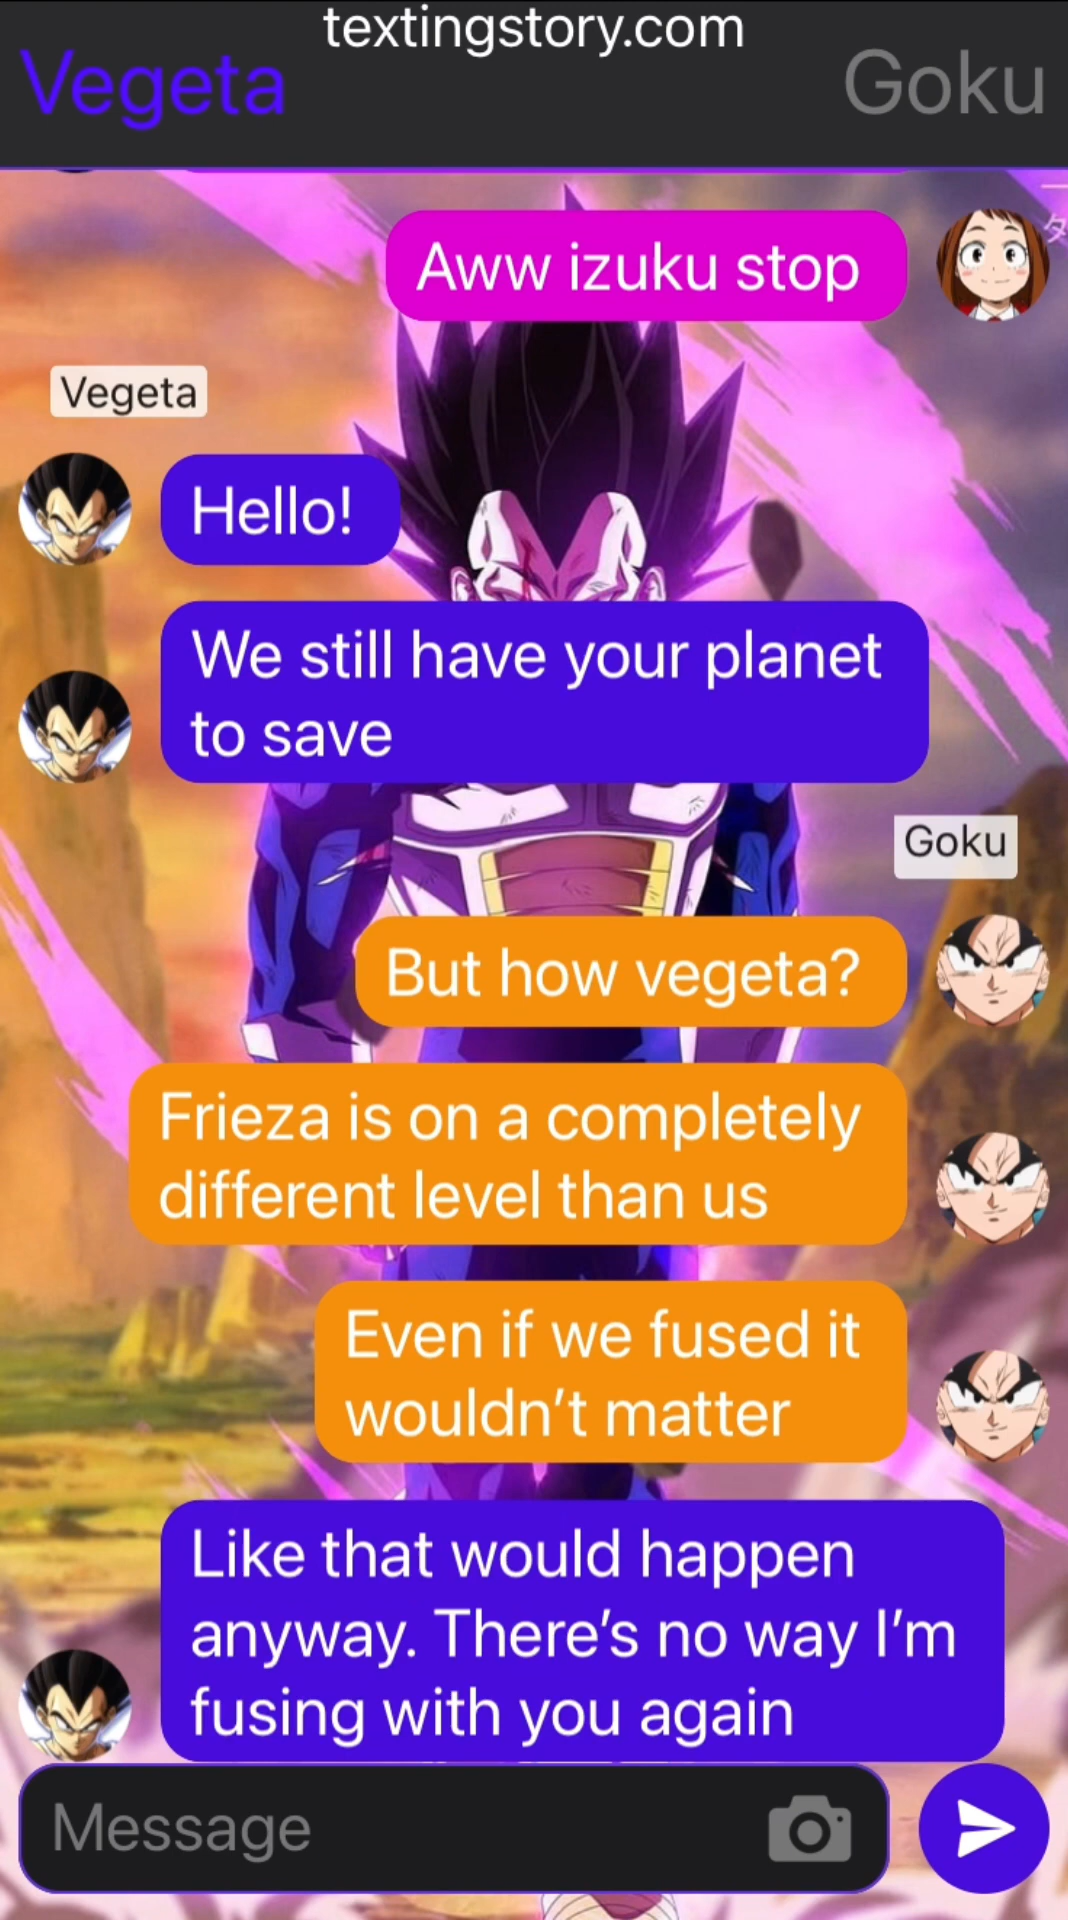 textingstory.com
Vegeta
Goku
タ
Aww izuku stop
Vegeta
Hello!
We still have your planet
to save
Goku
But how vegeta?
Frieza is on a completely
different level than us
Even if we fused it
wouldn't matter
Like that would happen
anyway. There's no way I'm
fusing with you again
Message